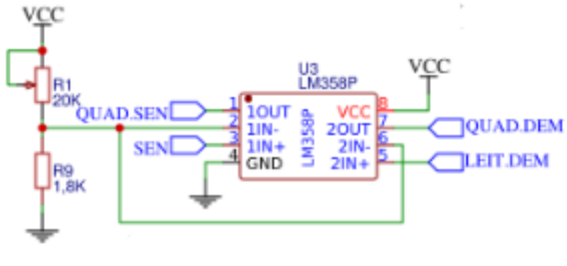 VCC
R1
20K
R9
1,8K
QUAD.SEN
SEN
U3
LM358P
1 1OUT
2 1IN-
3 1IN+
4 GND
LM358P
VCC 8
2OUT 7
2IN- 6
2IN+ 5
VCC
QUAD.DEM
LEIT.DEM